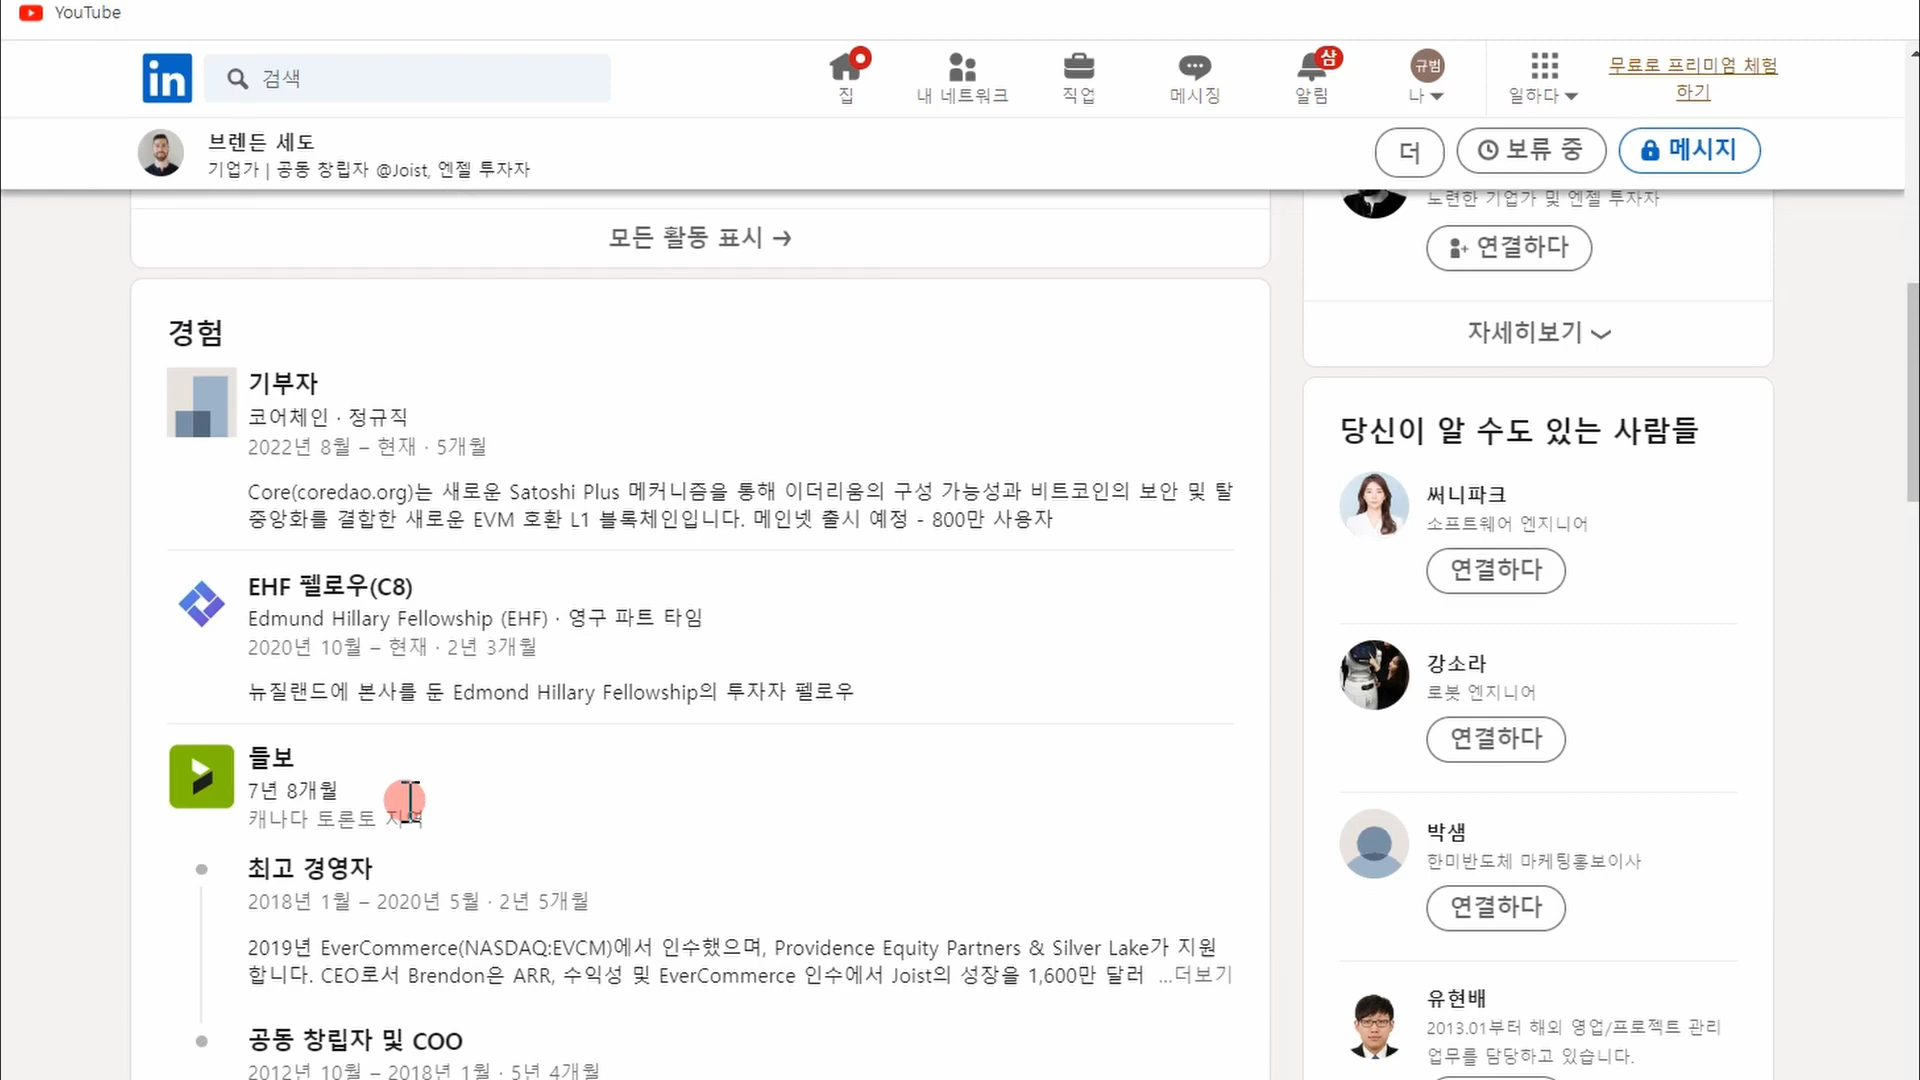 YouTube
in
검색
집
내 네트워크
직업
메시징
삼
알림
규범
나
일하다
무료로 프리미엄 체험
하기
브렌든 세도
기업가 | 공동 창립자 @Joist, 엔젤 투자자
더
보류 중
메시지
모든 활동 표시 →
경험
기부자
코어체인 · 정규직
2022년 8월 – 현재 · 5개월
Core(coredao.org)는 새로운 Satoshi Plus 메커니즘을 통해 이더리움의 구성 가능성과 비트코인의 보안 및 탈
중앙화를 결합한 새로운 EVM 호환 L1 블록체인입니다. 메인넷 출시 예정 - 800만 사용자
EHF 펠로우(C8)
Edmund Hillary Fellowship (EHF) · 영구 파트 타임
2020년 10월 – 현재 · 2년 3개월
뉴질랜드에 본사를 둔 Edmond Hillary Fellowship의 투자자 펠로우
들보
7년 8개월
캐나다 토론토 지역
최고 경영자
2018년 1월 – 2020년 5월 · 2년 5개월
2019년 EverCommerce(NASDAQ:EVCM)에서 인수했으며, Providence Equity Partners & Silver Lake가 지원
합니다. CEO로서 Brendon은 ARR, 수익성 및 EverCommerce 인수에서 Joist의 성장을 1,600만 달러 ...더보기
공동 창립자 및 COO
2012년 10월 – 2018년 1월 · 5년 4개월
노련한 기업가 및 엔젤 투자자
연결하다
자세히보기
당신이 알 수도 있는 사람들
써니파크
소프트웨어 엔지니어
연결하다
강소라
로봇 엔지니어
연결하다
박샘
한미반도체 마케팅홍보이사
연결하다
유현배
2013.01부터 해외 영업/프로젝트 관리
업무를 담당하고 있습니다.